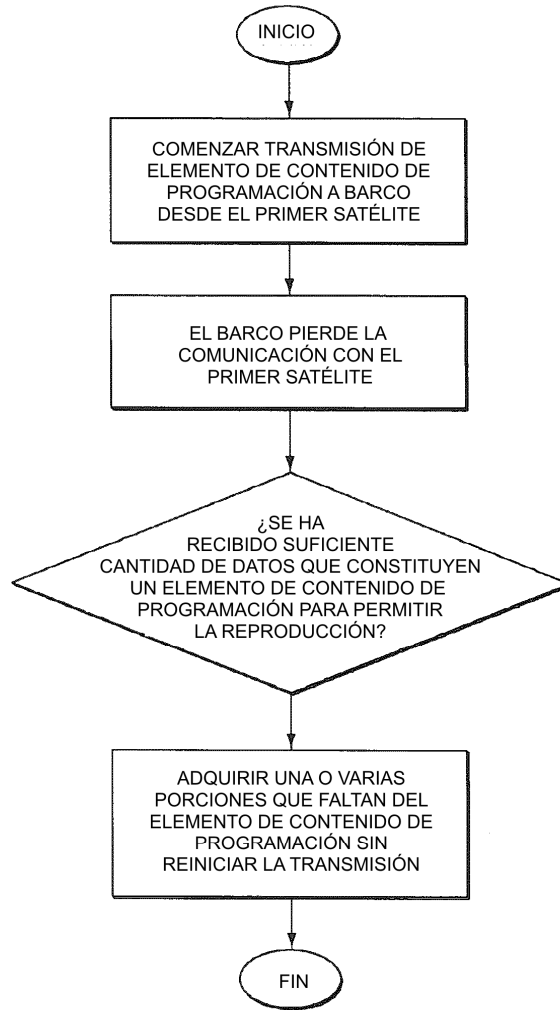 INICIO
COMENZAR TRANSMISIÓN DE
ELEMENTO DE CONTENIDO DE
PROGRAMACIÓN A BARCO
DESDE EL PRIMER SATÉLITE
EL BARCO PIERDE LA
COMUNICACIÓN CON EL
PRIMER SATÉLITE
¿SE HA
RECIBIDO SUFICIENTE
CANTIDAD DE DATOS QUE CONSTITUYEN
UN ELEMENTO DE CONTENIDO DE
PROGRAMACIÓN PARA PERMITIR
LA REPRODUCCIÓN?
ADQUIRIR UNA O VARIAS
PORCIONES QUE FALTAN DEL
ELEMENTO DE CONTENIDO DE
PROGRAMACIÓN SIN
REINICIAR LA TRANSMISIÓN
FIN